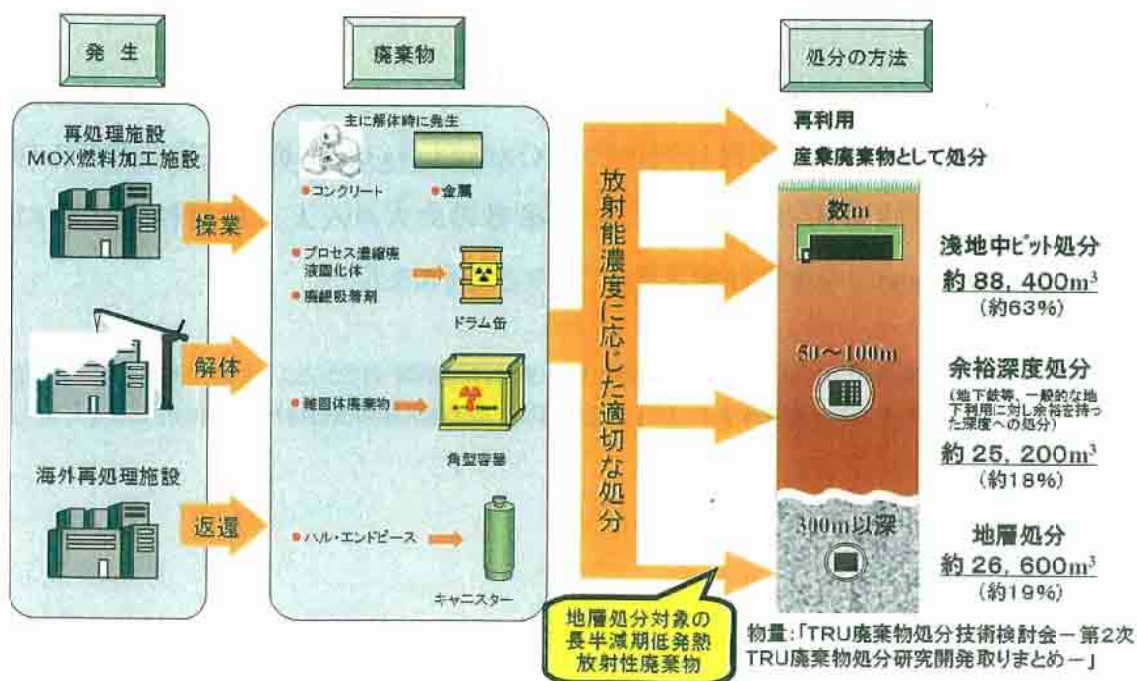 発 生
廃棄物
処分の方法
再処理施設
MOX燃料加工施設
操業
解体
海外再処理施設
返還
主に解体時に発生
●コンクリート
●金属
●プロセス濃縮廃
液固化体
●廃銀吸着剤
ドラム缶
●雑固体廃棄物
角型容器
●ハル・エンドピース
キャニスター
放射能濃度に応じた適切な処分
地層処分対象の
長半減期低発熱
放射性廃棄物
再利用
産業廃棄物として処分
数m
浅地中ピット処分
約88,400m³
(約63%)
50～100m
余裕深度処分
(地下鉄等、一般的な地
下利用に対し余裕を持っ
た深度への処分)
約25,200m³
(約18%)
300m以深
地層処分
約26,600m³
(約19%)
物量:「TRU廃棄物処分技術検討会－第2次
TRU廃棄物処分研究開発取りまとめ－」